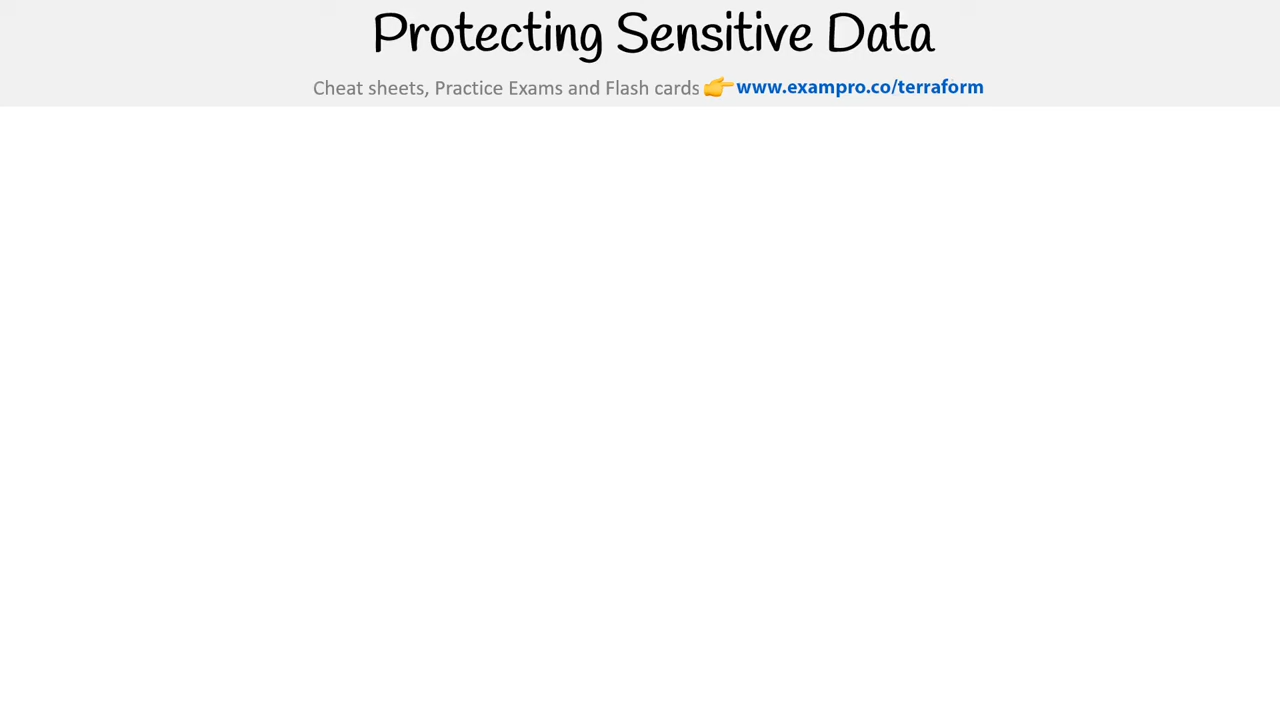 Protecting Sensitive Data
Cheat sheets, Practice Exams and Flash cards 👉 www.exampro.co/terraform